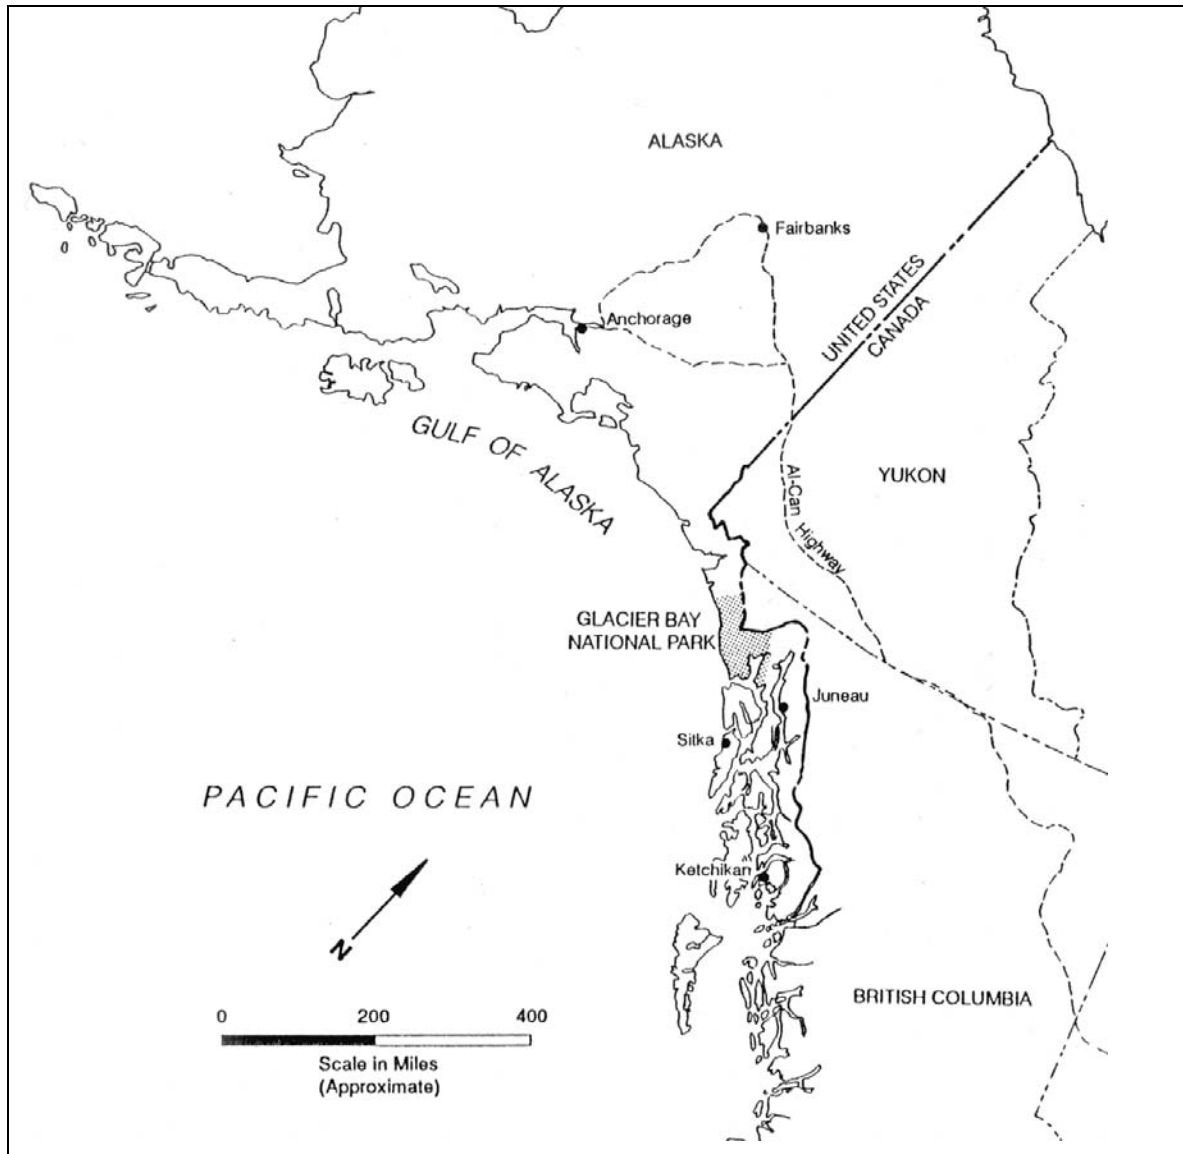 ALASKA
Fairbanks
UNITED STATES
CANADA
Anchorage
GULF OF ALASKA
YUKON
Al-Can Highway
GLACIER BAY
NATIONAL PARK
Juneau
Sitka
PACIFIC OCEAN
Ketchikan
N
BRITISH COLUMBIA
0 200 400
Scale in Miles
(Approximate)